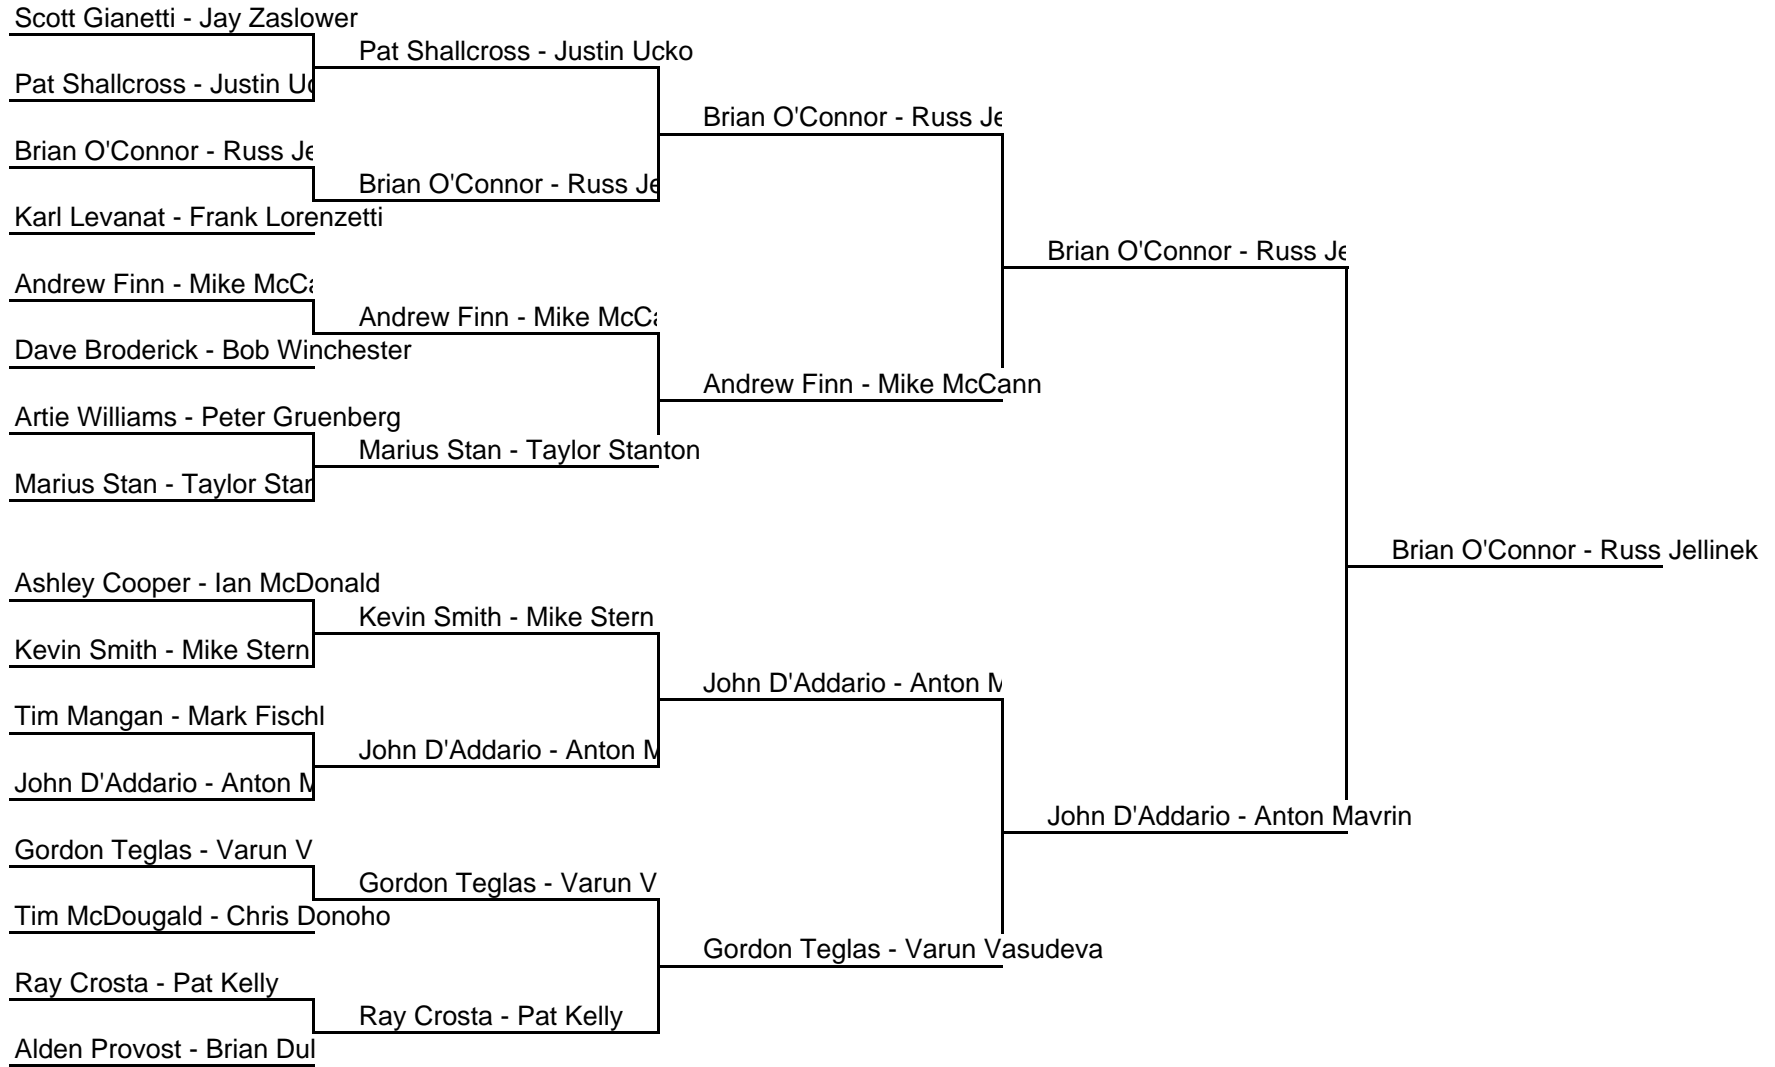 Scott Gianetti - Jay Zaslower
Pat Shallcross - Justin Uc
Brian O'Connor - Russ Je
Karl Levanat - Frank Lorenzetti
Andrew Finn - Mike McCa
Dave Broderick - Bob Winchester
Artie Williams - Peter Gruenberg
Marius Stan - Taylor Stan
Ashley Cooper - Ian McDonald
Kevin Smith - Mike Stern
Tim Mangan - Mark Fischl
John D'Addario - Anton M
Gordon Teglas - Varun V
Tim McDougald - Chris Donoho
Ray Crosta - Pat Kelly
Alden Provost - Brian Dul
Pat Shallcross - Justin Ucko
Brian O'Connor - Russ Je
Andrew Finn - Mike McCa
Marius Stan - Taylor Stanton
Kevin Smith - Mike Stern
John D'Addario - Anton M
Gordon Teglas - Varun V
Ray Crosta - Pat Kelly
Brian O'Connor - Russ Je
Andrew Finn - Mike McCann
John D'Addario - Anton M
Gordon Teglas - Varun Vasudeva
Brian O'Connor - Russ Je
John D'Addario - Anton Mavrin
Brian O'Connor - Russ Jellinek